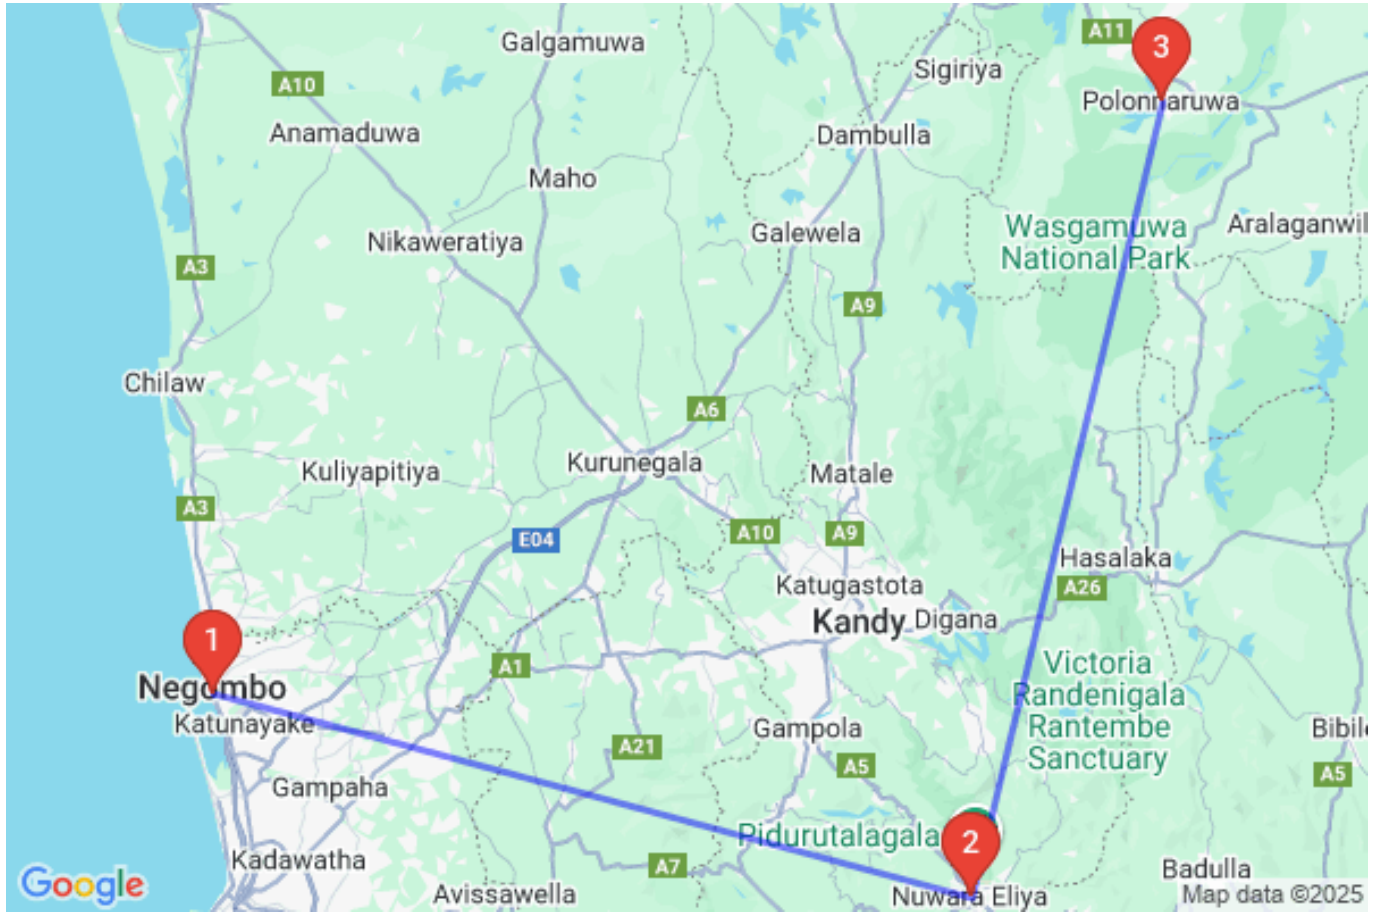 Galgamuwa
A11
3
Sigiriya
A10
Polonnaruwa
Anamaduwa
Dambulla
Maho
Wasgamuwa
National Park
Aralaganwil
Nikaweratiya
Galewela
A3
A9
Chilaw
A6
Kurunegala
Kuliyapitiya
Matale
A3
E04
A10
A9
Hasalaka
Katugastota
A26
Kandy
Digana
1
A1
Victoria
Randenigala
Rantembe
Sanctuary
Negombo
Katunayake
Gampola
Bibile
A21
A5
A5
Gampaha
Pidurutalagala
2
Kadawatha
A7
Badulla
Google
Avissawella
Nuwara Eliya
Map data ©2025